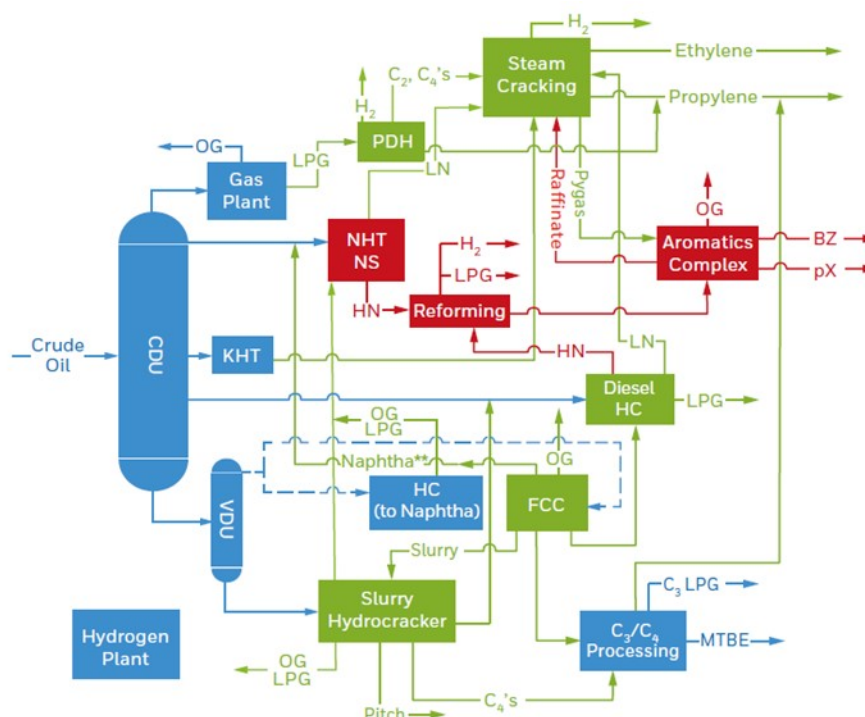 H₂
Steam
Cracking
Ethylene
Propylene
C₂, C₄'s
H₂
PDH
OG
Gas
Plant
LPG
LN
Raffinate
Pygas
OG
NHT
NS
H₂
Aromatics
Complex
BZ
pX
LPG
HN
Reforming
CDU
Crude
Oil
KHT
HN
LN
Diesel
HC
LPG
OG
LPG
Naphtha**
OG
VDU
HC
(to Naphtha)
FCC
Slurry
Slurry
Hydrocracker
C₃ LPG
Hydrogen
Plant
C₃/C₄
Processing
MTBE
OG
LPG
C₄'s
Pitch